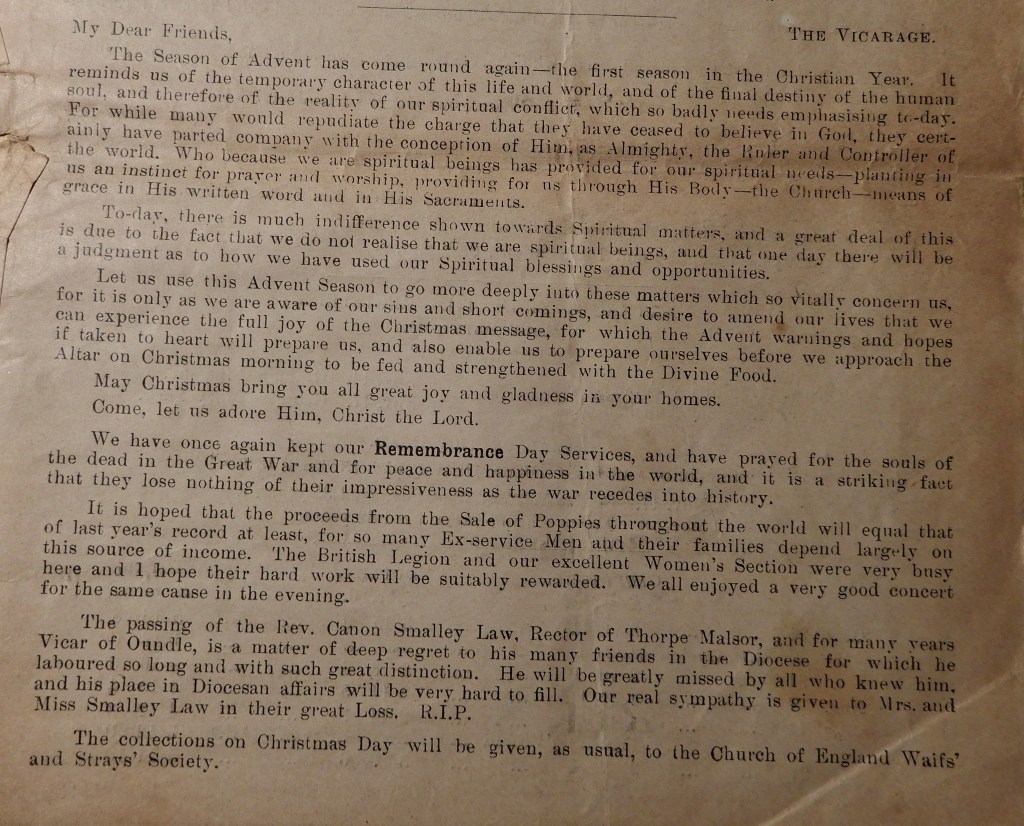 My Dear Friends, THE VICARAGE.
The Season of Advent has come round again—the first season in the Christian Year. It
reminds us of the temporary character of this life and world, and of the final destiny of the human
soul, and therefore of the reality of our spiritual conflict, which so badly needs emphasising to-day.
For while many would repudiate the charge that they have ceased to believe in God, they cert-
ainly have parted company with the conception of Him, as Almighty, the Ruler and Controller of
the world. Who because we are spiritual beings has provided for our spiritual needs—planting in
us an instinct for prayer and worship, providing for us through His Body—the Church—means of
grace in His written word and in His Sacraments.
To-day, there is much indifference shown towards Spiritual matters, and a great deal of this
is due to the fact that we do not realise that we are spiritual beings, and that one day there will be
a judgment as to how we have used our Spiritual blessings and opportunities.
Let us use this Advent Season to go more deeply into these matters which so vitally concern us,
for it is only as we are aware of our sins and short comings, and desire to amend our lives that we
can experience the full joy of the Christmas message, for which the Advent warnings and hopes
if taken to heart will prepare us, and also enable us to prepare ourselves before we approach the
Altar on Christmas morning to be fed and strengthened with the Divine Food.
May Christmas bring you all great joy and gladness in your homes.
Come, let us adore Him, Christ the Lord.
We have once again kept our Remembrance Day Services, and have prayed for the souls of
the dead in the Great War and for peace and happiness in the world, and it is a striking fact
that they lose nothing of their impressiveness as the war recedes into history.
It is hoped that the proceeds from the Sale of Poppies throughout the world will equal that
of last year's record at least, for so many Ex-service Men and their families depend largely on
this source of income. The British Legion and our excellent Women's Section were very busy
here and I hope their hard work will be suitably rewarded. We all enjoyed a very good concert
for the same cause in the evening.
The passing of the Rev. Canon Smalley Law, Rector of Thorpe Malsor, and for many years
Vicar of Oundle, is a matter of deep regret to his many friends in the Diocese for which he
laboured so long and with such great distinction. He will be greatly missed by all who knew him,
and his place in Diocesan affairs will be very hard to fill. Our real sympathy is given to Mrs. and
Miss Smalley Law in their great Loss. R.I.P.
The collections on Christmas Day will be given, as usual, to the Church of England Waifs'
and Strays' Society.